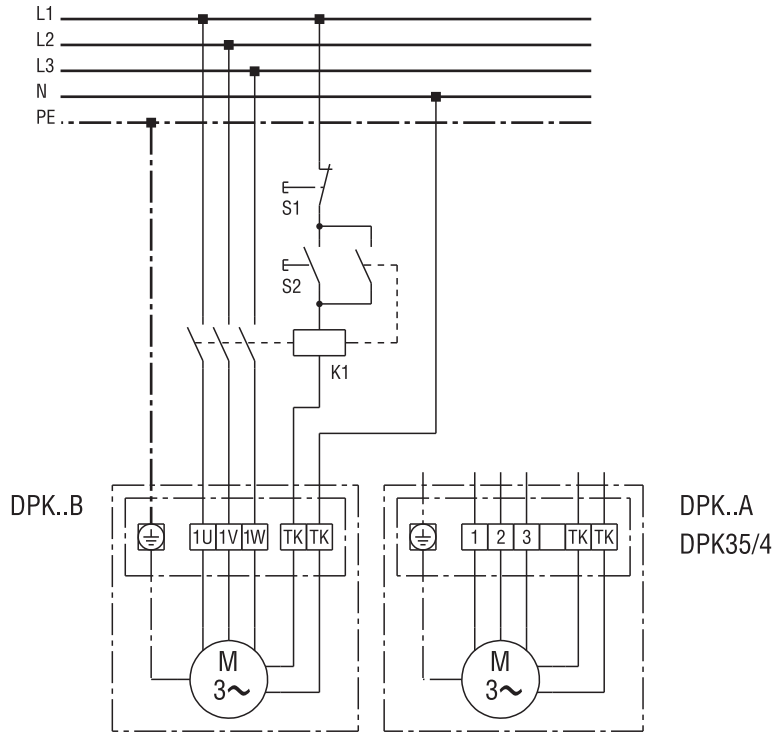 L1
L2
L3
N
PE
S1
S2
K1
DPK..B
1U 1V 1W TK TK
M
3~
DPK..A
DPK35/4
1 2 3 TK TK
M
3~